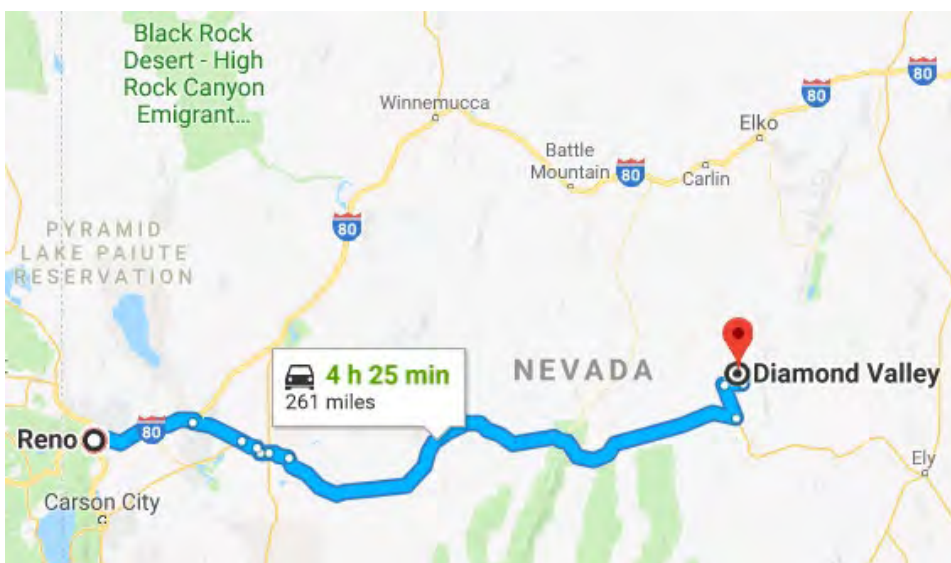 Black Rock
Desert - High
Rock Canyon
Emigrant...
80
80
Winnemucca
Elko
Battle
Mountain
80
Carlin
80
PYRAMID
LAKE PAIUTE
RESERVATION
4 h 25 min
261 miles
NEVADA
Diamond Valley
Reno
80
Ely
Carson City